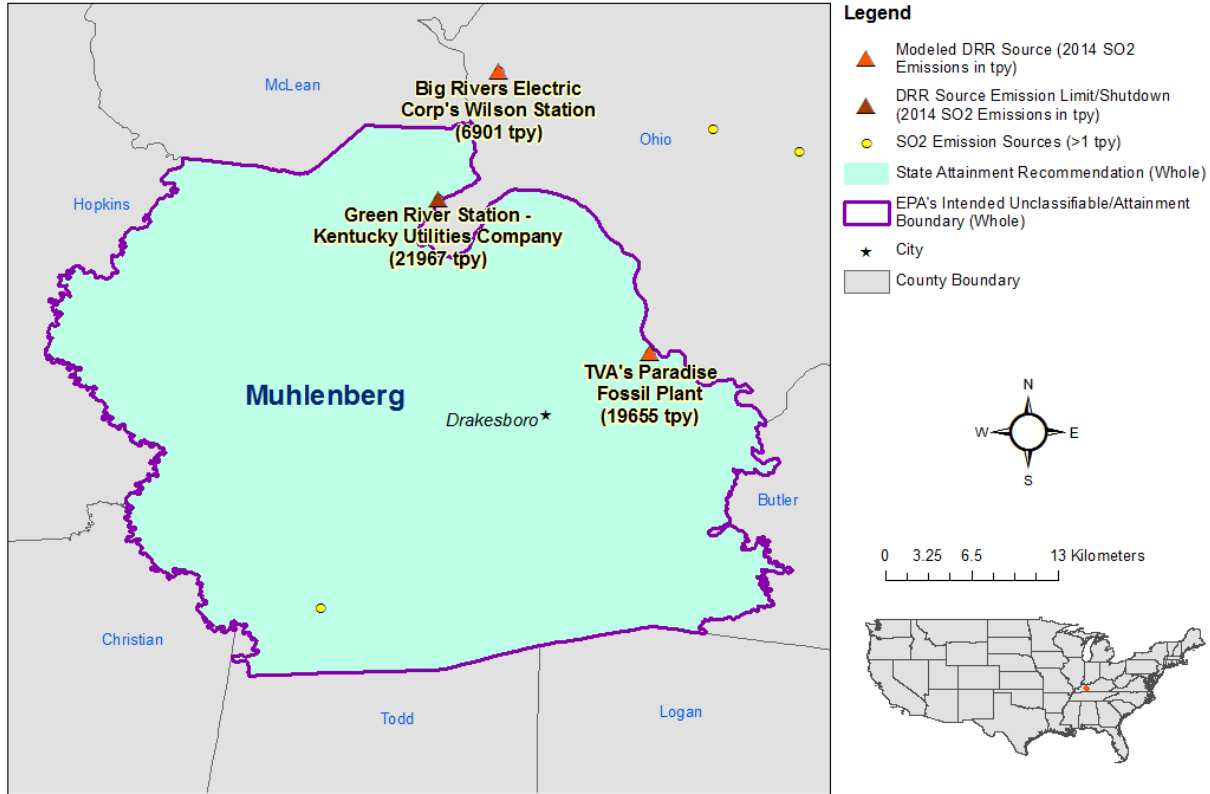 McLean
Big Rivers Electric
Corp's Wilson Station
(6901 tpy)
Ohio
Hopkins
Green River Station -
Kentucky Utilities Company
(21967 tpy)
TVA's Paradise
Fossil Plant
(19655 tpy)
Muhlenberg
Drakesboro
Butler
Christian
Todd
Logan
Legend
Modeled DRR Source (2014 SO2
Emissions in tpy)
DRR Source Emission Limit/Shutdown
(2014 SO2 Emissions in tpy)
SO2 Emission Sources (>1 tpy)
State Attainment Recommendation (Whole)
EPA's Intended Unclassifiable/Attainment
Boundary (Whole)
City
County Boundary
N
W E
S
0 3.25 6.5 13 Kilometers